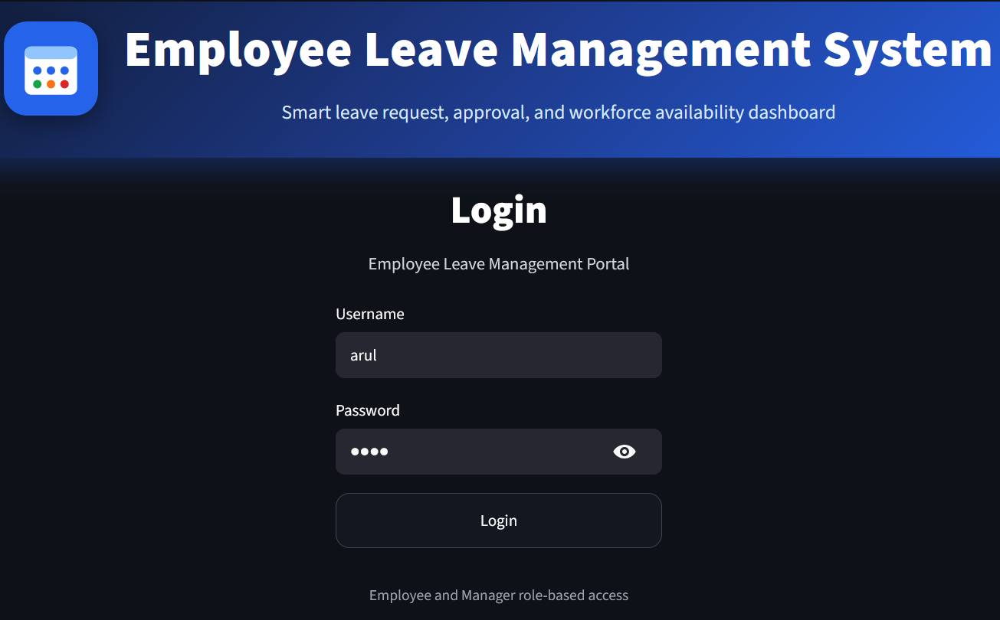 Employee Leave Management System
Smart leave request, approval, and workforce availability dashboard
Login
Employee Leave Management Portal
Username
arul
Password
••••
Login
Employee and Manager role-based access